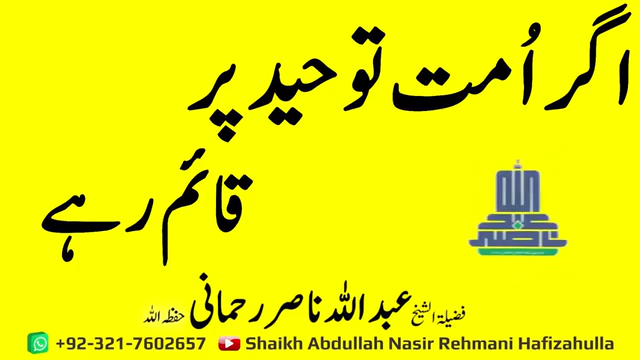 اگر اُمت توحید پر
قائم رہے
فضیلۃ الشیخ عبداللہ ناصر رحمانی حفظہ اللہ
+92-321-7602657 Shaikh Abdullah Nasir Rehmani Hafizahulla